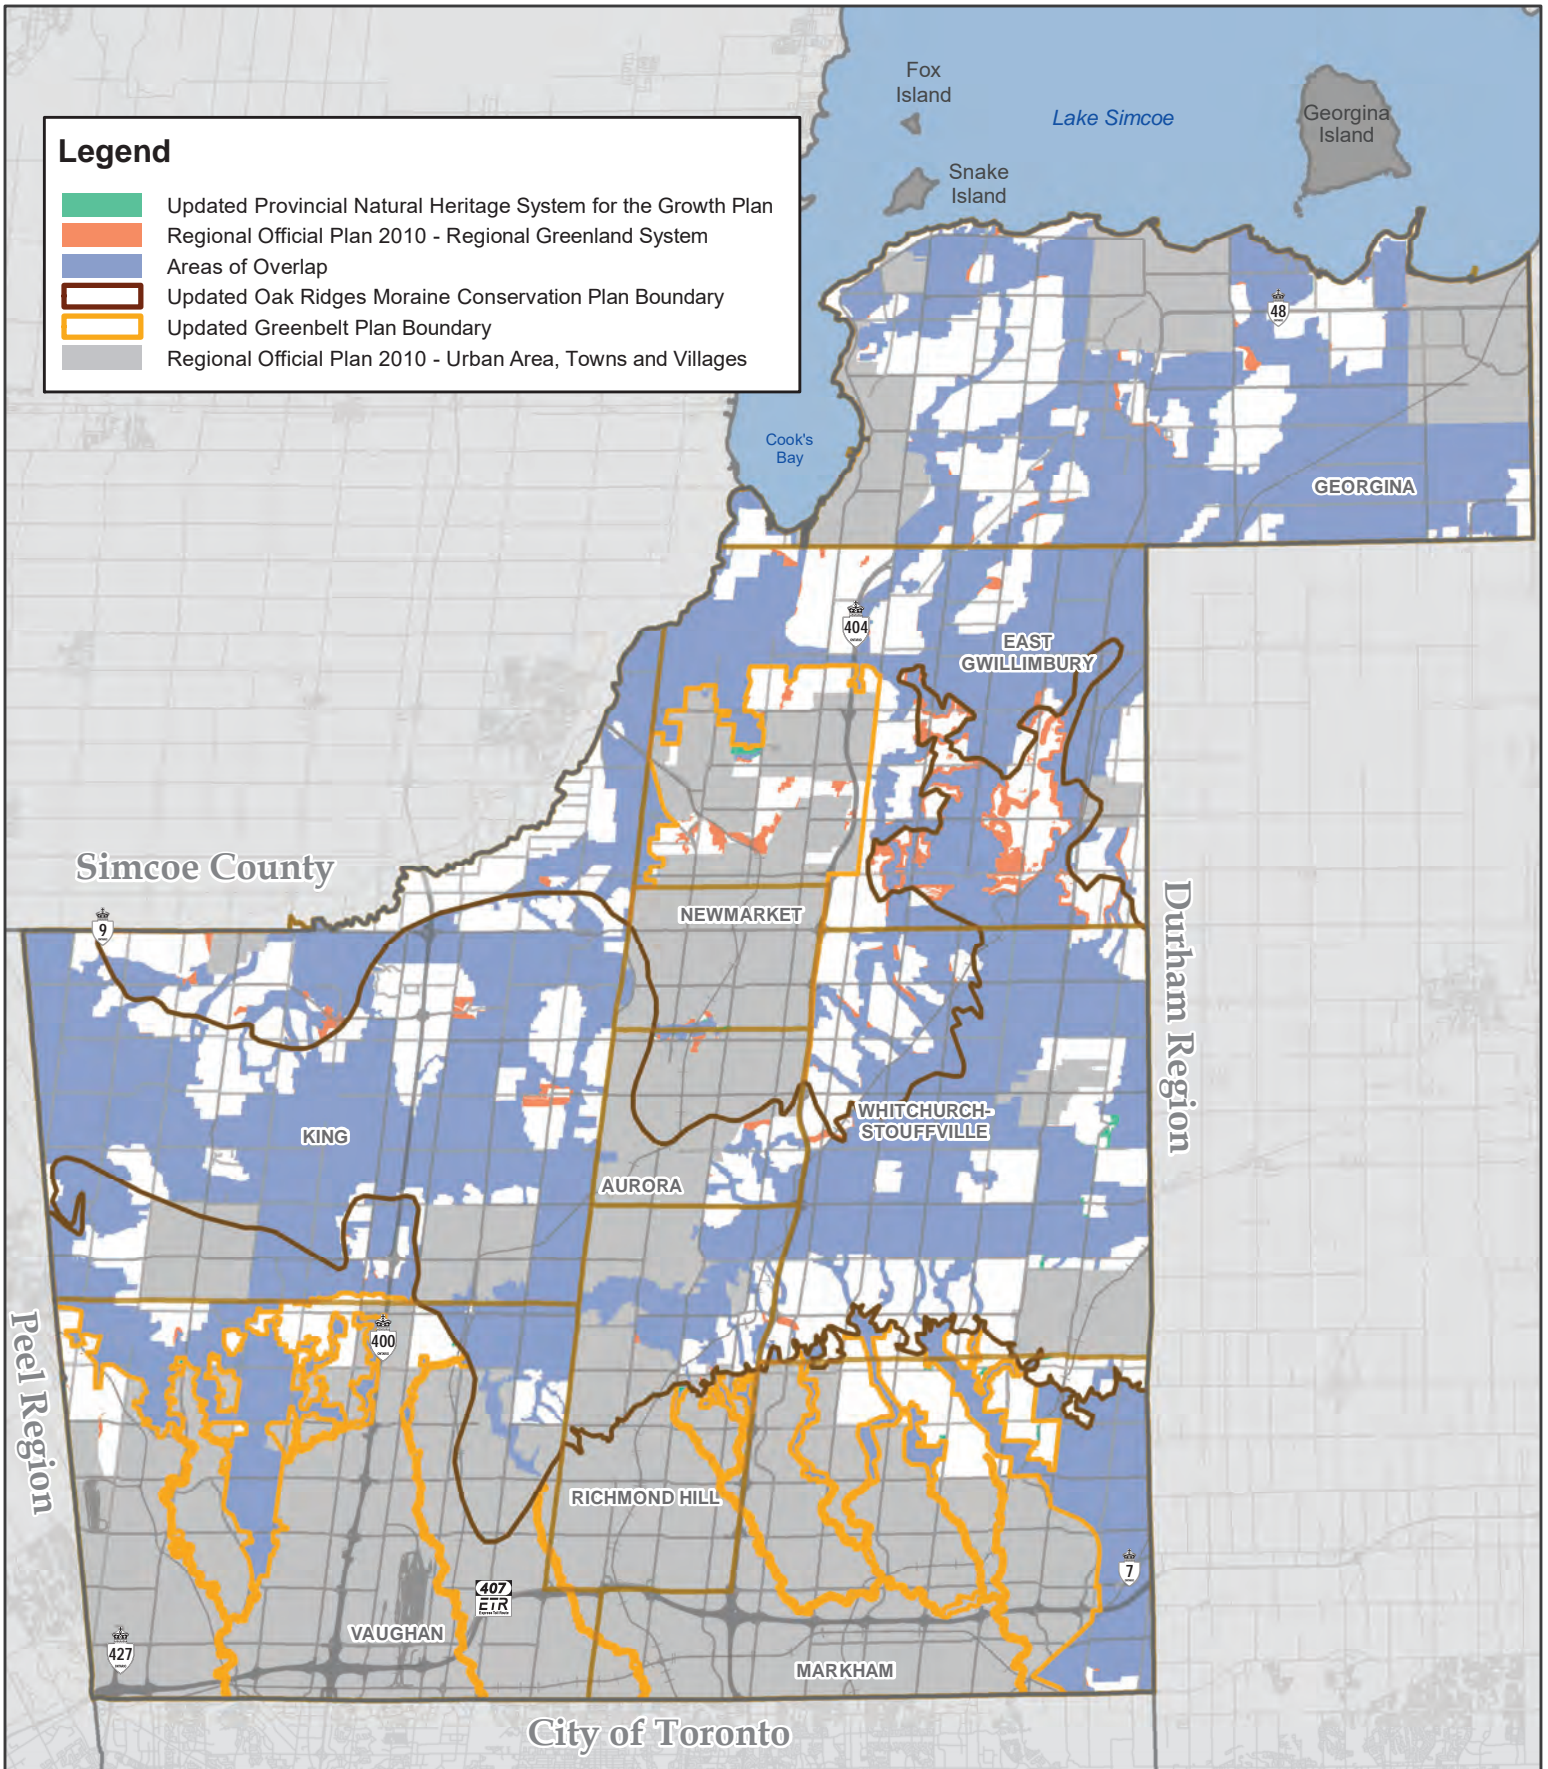 Fox
Island
Lake Simcoe
Georgina
Island
Snake
Island
Legend
Updated Provincial Natural Heritage System for the Growth Plan
Regional Official Plan 2010 - Regional Greenland System
Areas of Overlap
Updated Oak Ridges Moraine Conservation Plan Boundary
Updated Greenbelt Plan Boundary
Regional Official Plan 2010 - Urban Area, Towns and Villages
48
Cook's
Bay
GEORGINA
404
EAST
GWILLIMBURY
Simcoe County
9
NEWMARKET
Durham Region
WHITCHURCH-
STOUFFVILLE
KING
AURORA
Peel Region
400
RICHMOND HILL
7
407
ETR
Express Toll Route
VAUGHAN
427
MARKHAM
City of Toronto